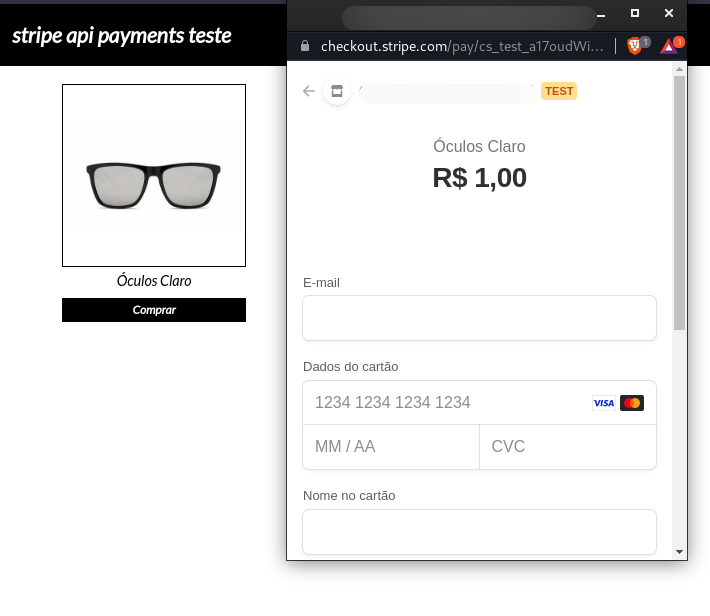 stripe api payments teste
Óculos Claro
Comprar
checkout.stripe.com/pay/cs_test_a17oudWi...
1
1
TEST
Óculos Claro
R$ 1,00
E-mail
Dados do cartão
1234 1234 1234 1234
VISA
MM / AA
CVC
Nome no cartão